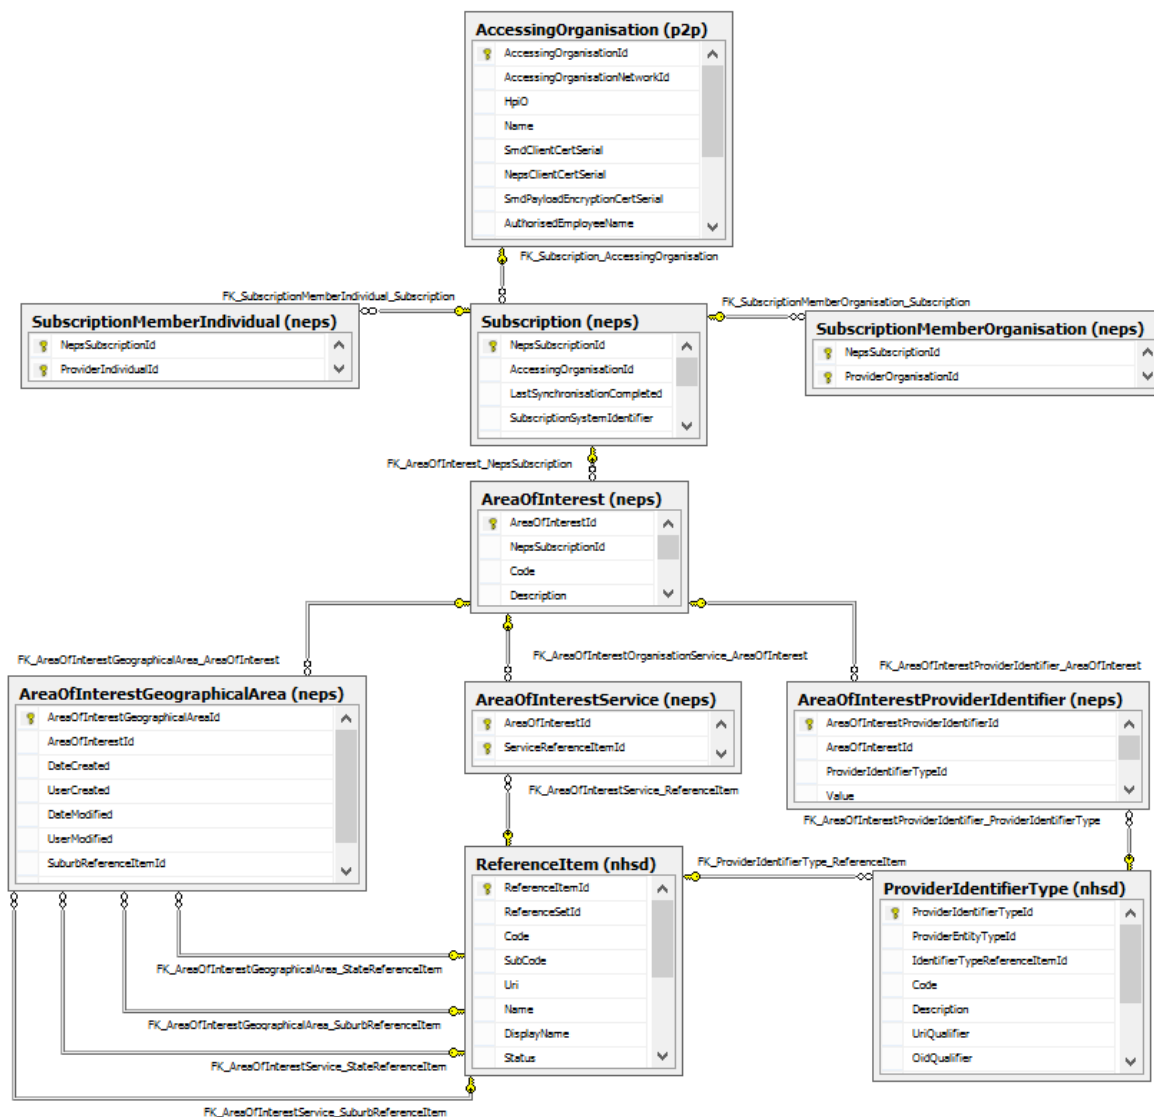 AccessingOrganisation (p2p)
AccessingOrganisationId
AccessingOrganisationNetworkId
HpiO
Name
SmdClientCertSerial
NepsClientCertSerial
SmdPayloadEncryptionCertSerial
AuthorisedEmployeeName
FK_Subscription_AccessingOrganisation
FK_SubscriptionMemberIndividual_Subscription
FK_SubscriptionMemberOrganisation_Subscription
SubscriptionMemberIndividual (neps)
NepsSubscriptionId
ProviderIndividualId
Subscription (neps)
NepsSubscriptionId
AccessingOrganisationId
LastSynchronisationCompleted
SubscriptionSystemIdentifier
SubscriptionMemberOrganisation (neps)
NepsSubscriptionId
ProviderOrganisationId
FK_AreaOfInterest_NepsSubscription
AreaOfInterest (neps)
AreaOfInterestId
NepsSubscriptionId
Code
Description
FK_AreaOfInterestGeographicalArea_AreaOfInterest
FK_AreaOfInterestOrganisationService_AreaOfInterest
FK_AreaOfInterestProviderIdentifier_AreaOfInterest
AreaOfInterestGeographicalArea (neps)
AreaOfInterestGeographicalAreaId
AreaOfInterestId
DateCreated
UserCreated
DateModified
UserModified
SuburbReferenceItemId
AreaOfInterestService (neps)
AreaOfInterestId
ServiceReferenceItemId
AreaOfInterestProviderIdentifier (neps)
AreaOfInterestProviderIdentifierId
AreaOfInterestId
ProviderIdentifierTypeId
Value
FK_AreaOfInterestService_ReferenceItem
FK_AreaOfInterestProviderIdentifier_ProviderIdentifierType
ReferenceItem (nhsd)
ReferenceItemId
ReferenceSetId
Code
SubCode
Uri
Name
DisplayName
Status
FK_ProviderIdentifierType_ReferenceItem
ProviderIdentifierType (nhsd)
ProviderIdentifierTypeId
ProviderEntityTypeId
IdentifierTypeReferenceItemId
Code
Description
UriQualifier
OidQualifier
FK_AreaOfInterestGeographicalArea_StateReferenceItem
FK_AreaOfInterestGeographicalArea_SuburbReferenceItem
FK_AreaOfInterestService_StateReferenceItem
FK_AreaOfInterestService_SuburbReferenceItem